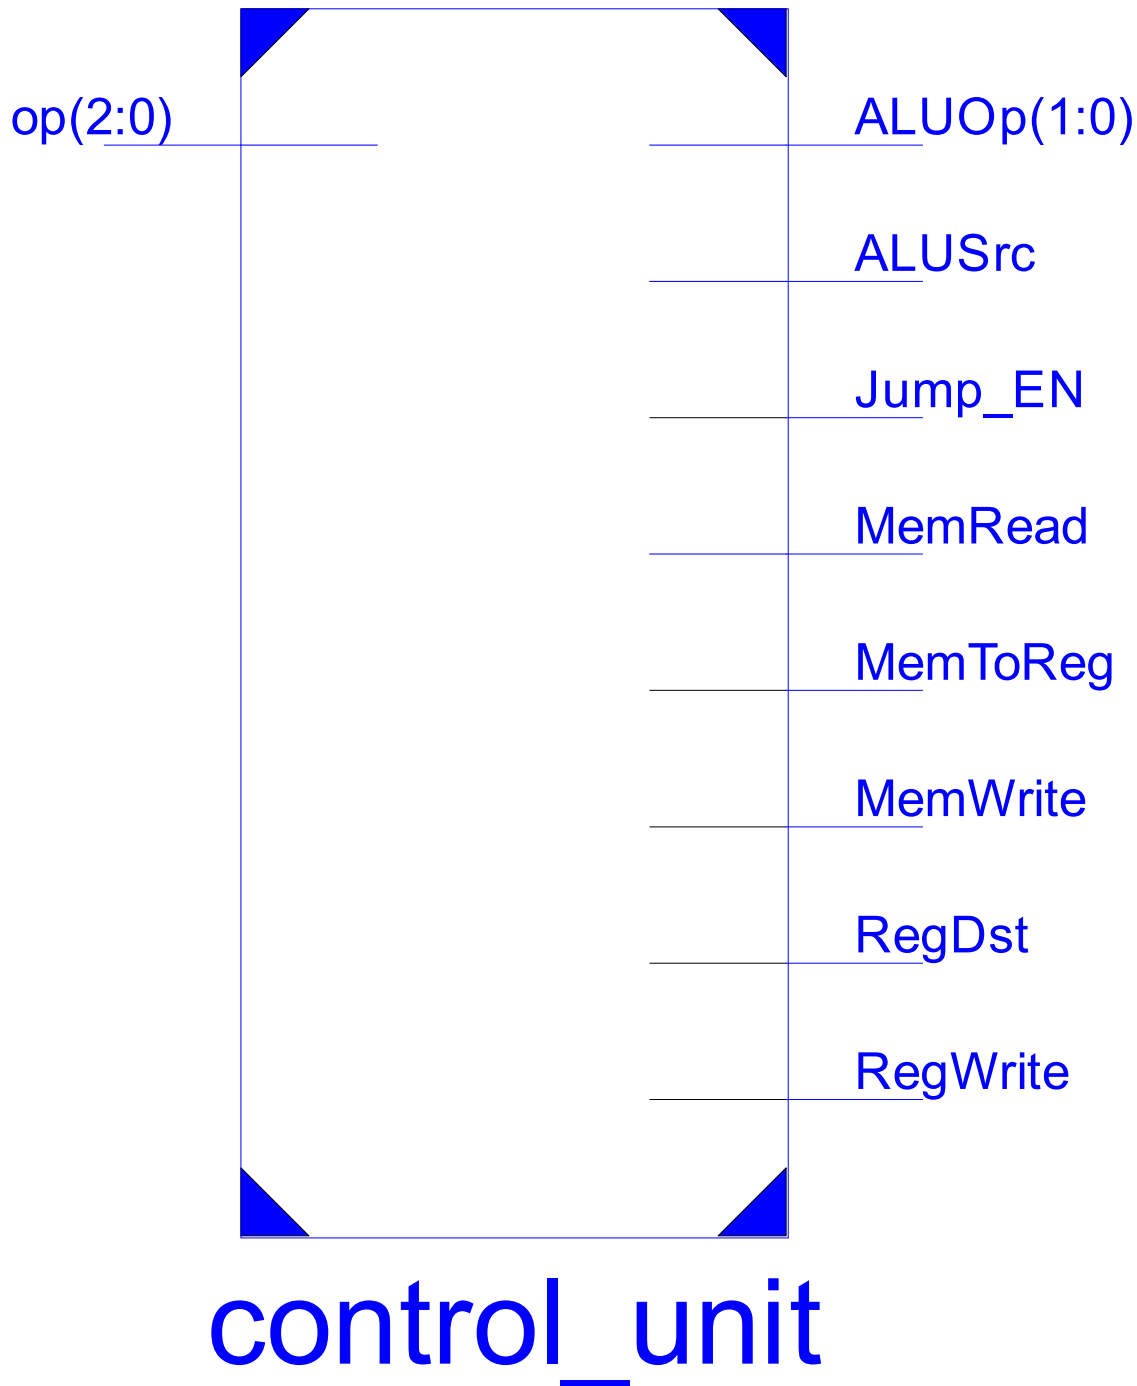 op(2:0)
ALUOp(1:0)
ALUSrc
Jump_EN
MemRead
MemToReg
MemWrite
RegDst
RegWrite
control_unit